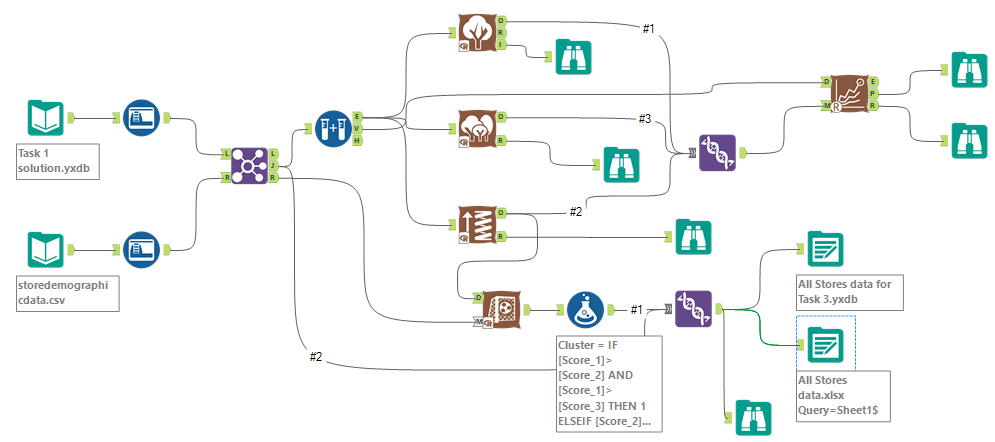 O
R
I
#1
D
E
P
R
M
R
R
Task 1
solution.yxdb
L
R
L
J
R
E
V
H
O
R
R
#3
O
R
R
#2
storedemographi
cdata.csv
D
M
R
#1
#2
Cluster = IF
[Score_1]>
[Score_2] AND
[Score_1]>
[Score_3] THEN 1
ELSEIF [Score_2]...
All Stores data for
Task 3.yxdb
All Stores
data.xlsx
Query=Sheet1$